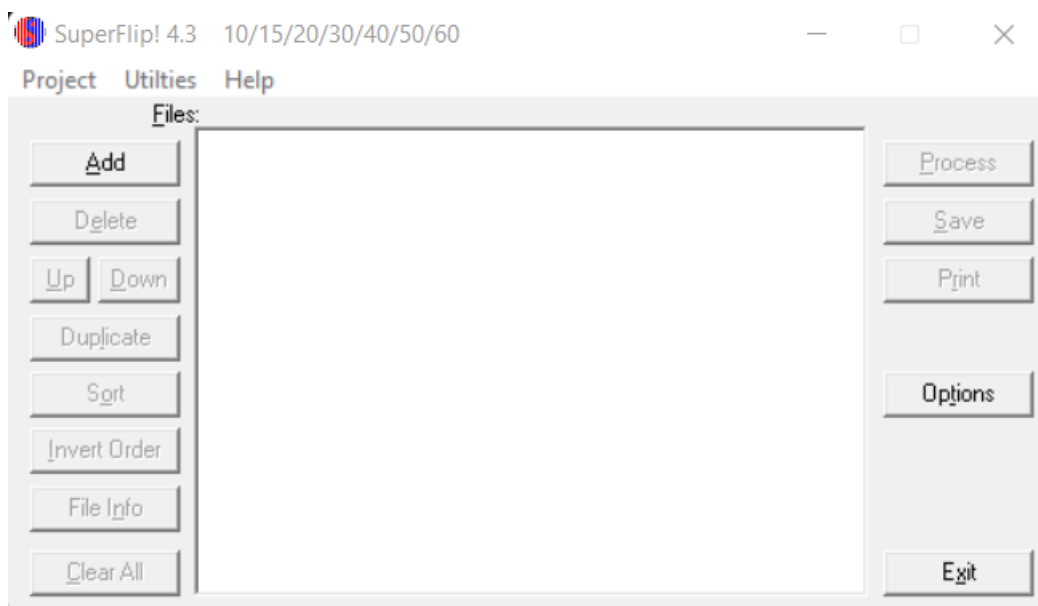 SuperFlip! 4.3 10/15/20/30/40/50/60
Project Utilties Help
Files:
Add
Process
Delete
Save
Up Down
Print
Duplicate
Sort
Options
Invert Order
File Info
Clear All
Exit